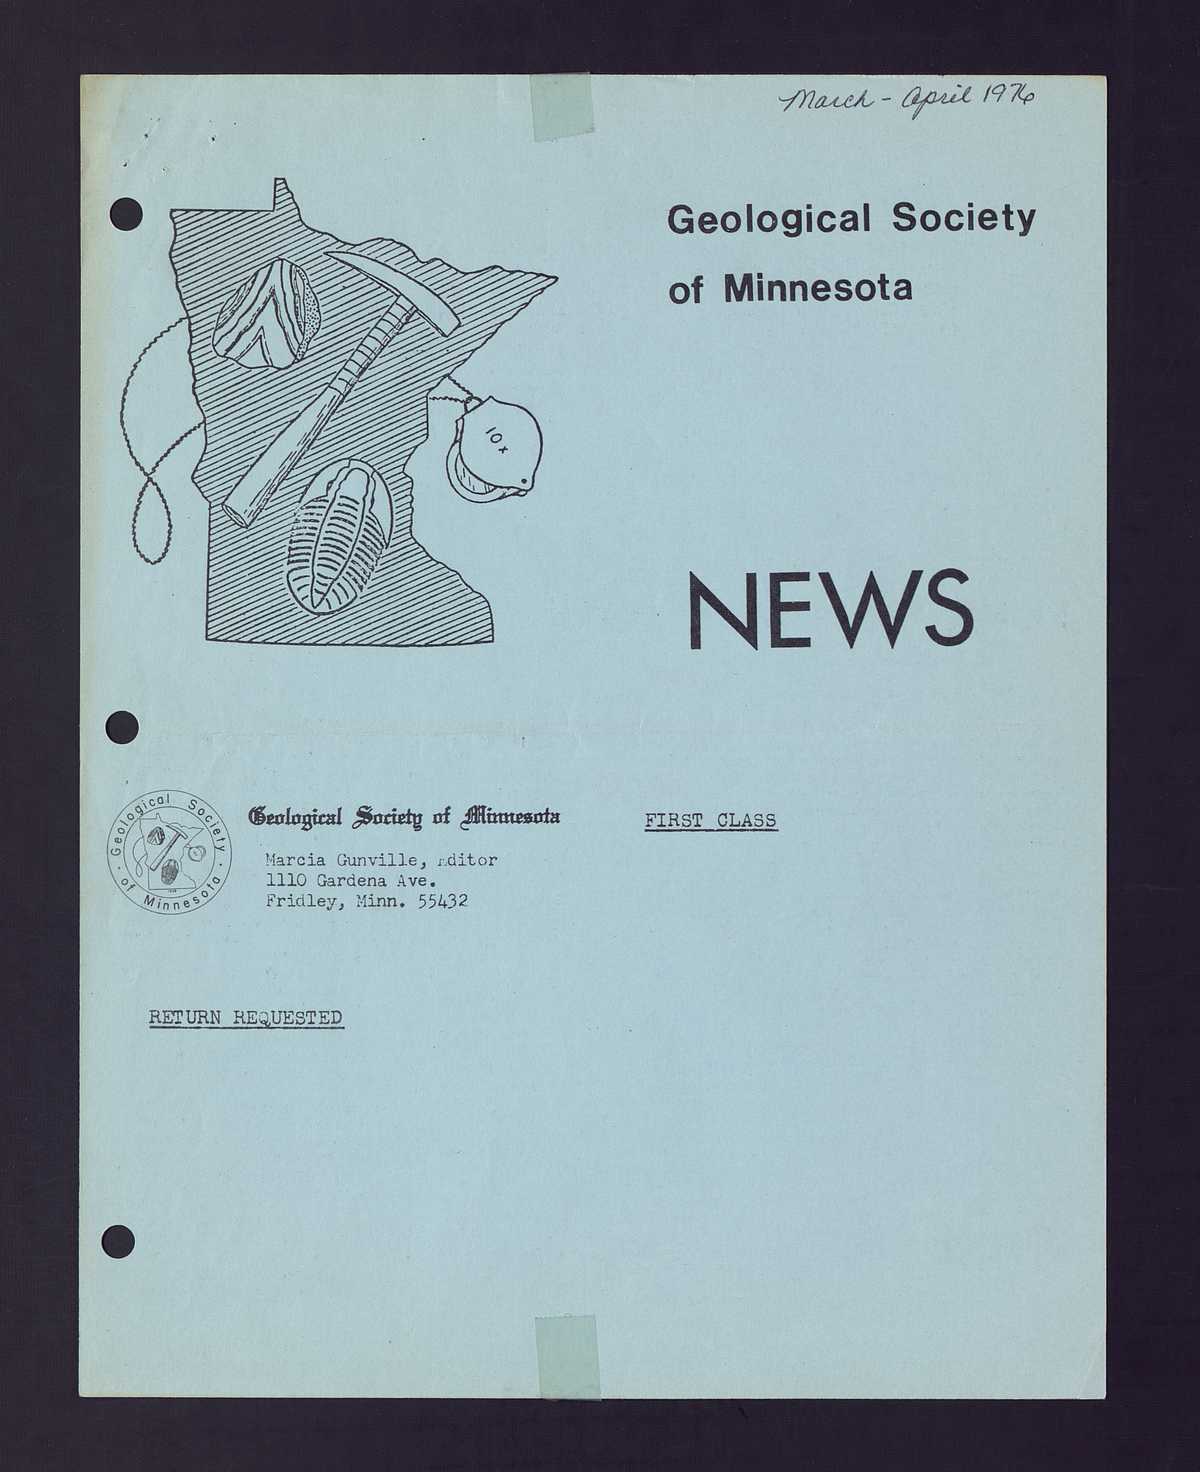 March - April 1976
Geological Society
of Minnesota
10x
NEWS
Geological Society
of Minnesota
Geological Society of Minnesota
FIRST CLASS
Marcia Gunville, Editor
1110 Gardena Ave.
Fridley, Minn. 55432
RETURN REQUESTED